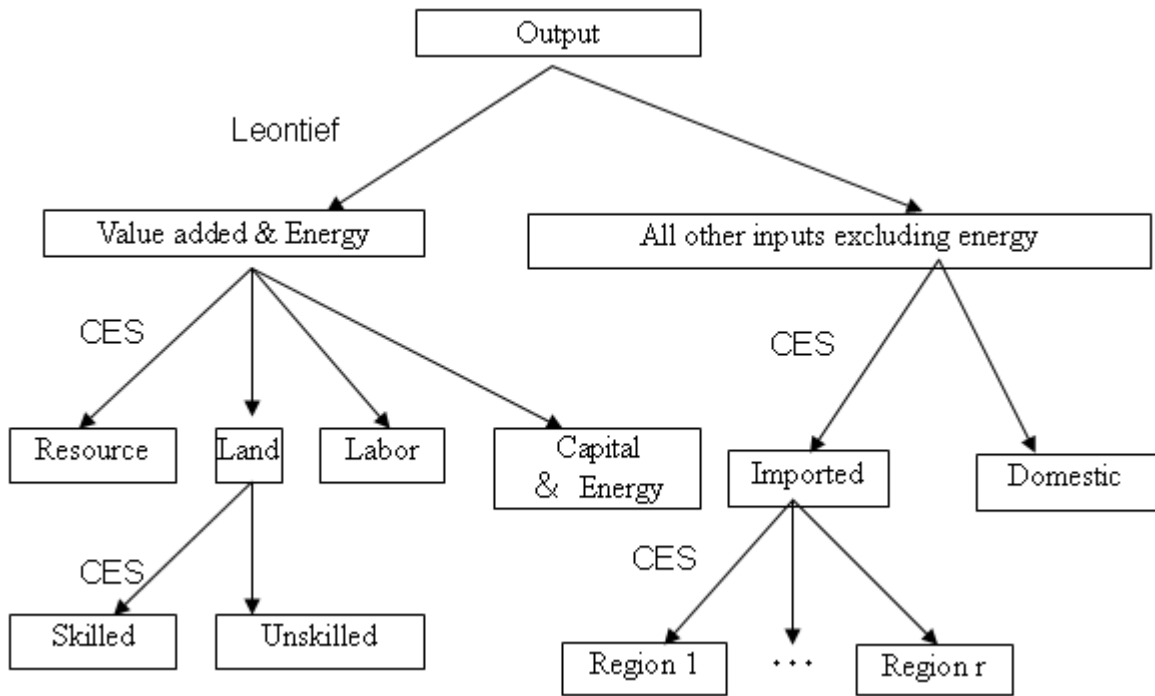 Output
Leontief
Value added & Energy
All other inputs excluding energy
CES
CES
Resource
Land
Labor
Capital
& Energy
Imported
Domestic
CES
CES
Skilled
Unskilled
Region 1
...
Region r